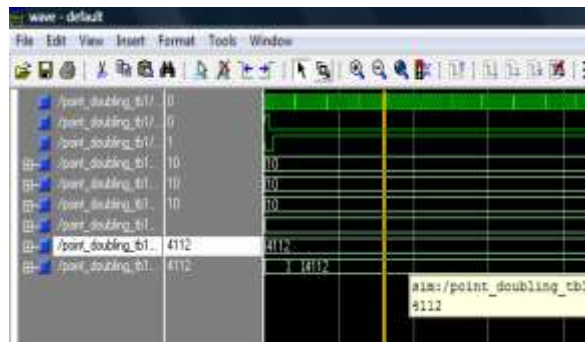 wave - default
File Edit View Insert Format Tools Window
/point_doubling_tb1/ 0
/point_doubling_tb1/ 0
/point_doubling_tb1/ 1
/point_doubling_tb1... 10 10
/point_doubling_tb1... 10 10
/point_doubling_tb1... 10 10
/point_doubling_tb1...
/point_doubling_tb1... 4112 4112
/point_doubling_tb1... 4112 4112
sim:/point_doubling_tb1
4112